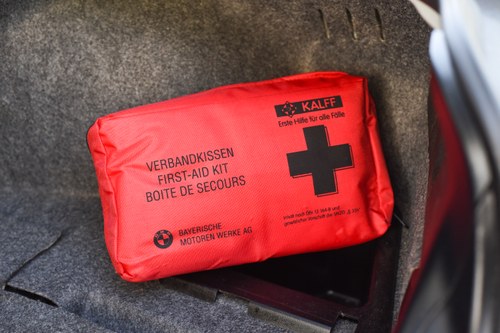 KALFF
Erste Hilfe für alle Fälle
VERBANDKISSEN
FIRST-AID KIT
BOITE DE SECOURS
BAYERISCHE
MOTOREN WERKE AG